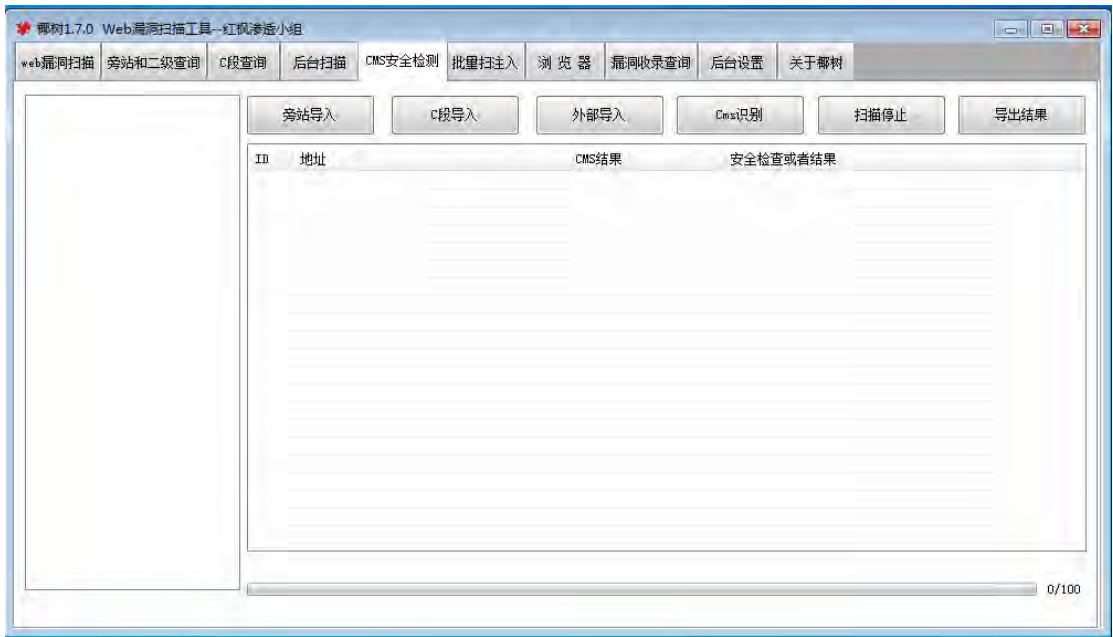 椰树1.7.0 Web漏洞扫描工具--红枫渗透小组
web漏洞扫描 旁站和二级查询 C段查询 后台扫描 CMS安全检测 批量扫注入 浏 览 器 漏洞收录查询 后台设置 关于椰树
旁站导入 C段导入 外部导入 Cms识别 扫描停止 导出结果
ID 地址 CMS结果 安全检查或者结果
0/100